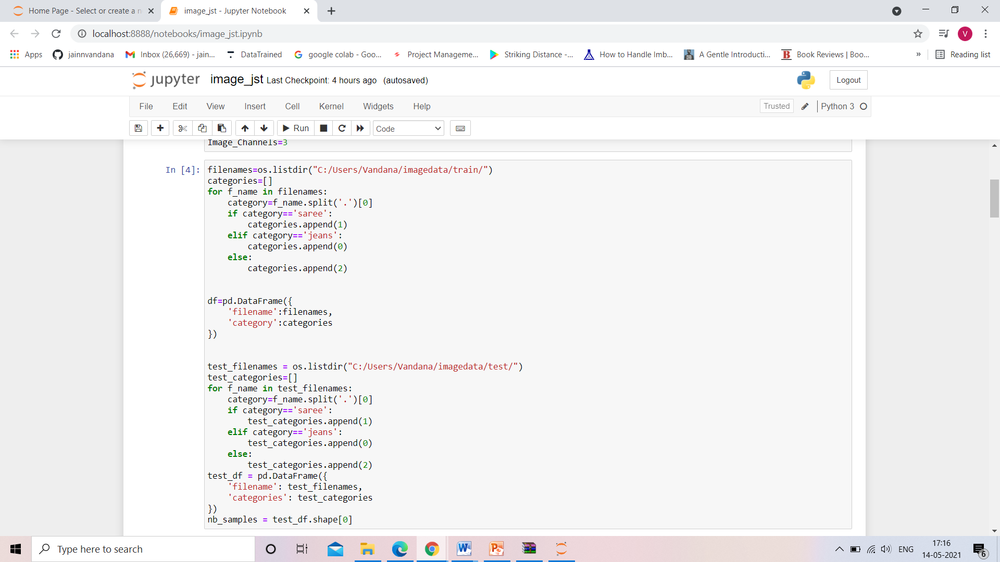 Home Page - Select or create a n
image_jst - Jupyter Notebook
localhost:8888/notebooks/image_jst.ipynb
V
Apps
jainnvandana
Inbox (26,669) - jain...
DataTrained
google colab - Goo...
Project Manageme...
Striking Distance -...
How to Handle Imb...
A Gentle Introducti...
B
Book Reviews | Boo...
»
Reading list
jupyter
image_jst Last Checkpoint: 4 hours ago (autosaved)
Logout
File Edit View Insert Cell Kernel Widgets Help
Trusted
Python 3
Run
Code
Image_Channels=3
In [4]:
filenames=os.listdir("C:/Users/Vandana/imagedata/train/")
categories=[]
for f_name in filenames:
    category=f_name.split('.')[0]
    if category=='saree':
        categories.append(1)
    elif category=='jeans':
        categories.append(0)
    else:
        categories.append(2)
df=pd.DataFrame({
    'filename':filenames,
    'category':categories
})
test_filenames = os.listdir("C:/Users/Vandana/imagedata/test/")
test_categories=[]
for f_name in test_filenames:
    category=f_name.split('.')[0]
    if category=='saree':
        test_categories.append(1)
    elif category=='jeans':
        test_categories.append(0)
    else:
        test_categories.append(2)
test_df = pd.DataFrame({
    'filename': test_filenames,
    'categories': test_categories
})
nb_samples = test_df.shape[0]
Type here to search
ENG
17:16
14-05-2021
6